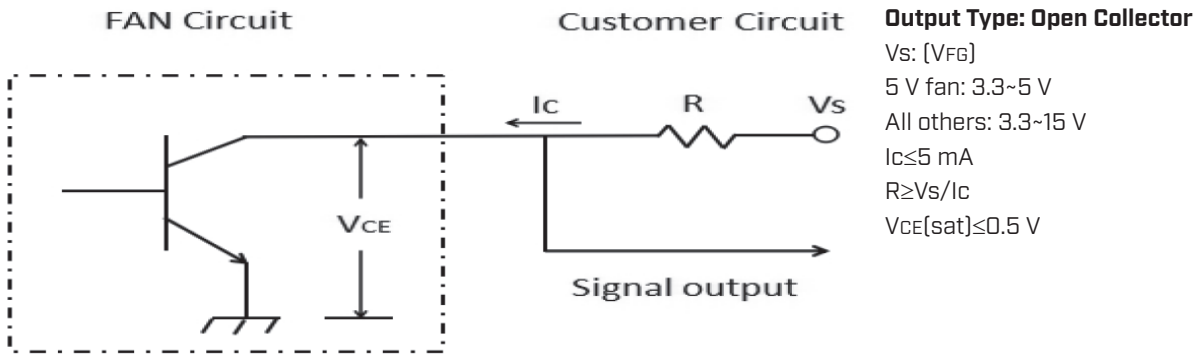 FAN Circuit
Customer Circuit
Ic
R
Vs
VCE
Signal output
Output Type: Open Collector
Vs: (VFG)
5 V fan: 3.3~5 V
All others: 3.3~15 V
Ic≤5 mA
R≥Vs/Ic
VCE(sat)≤0.5 V